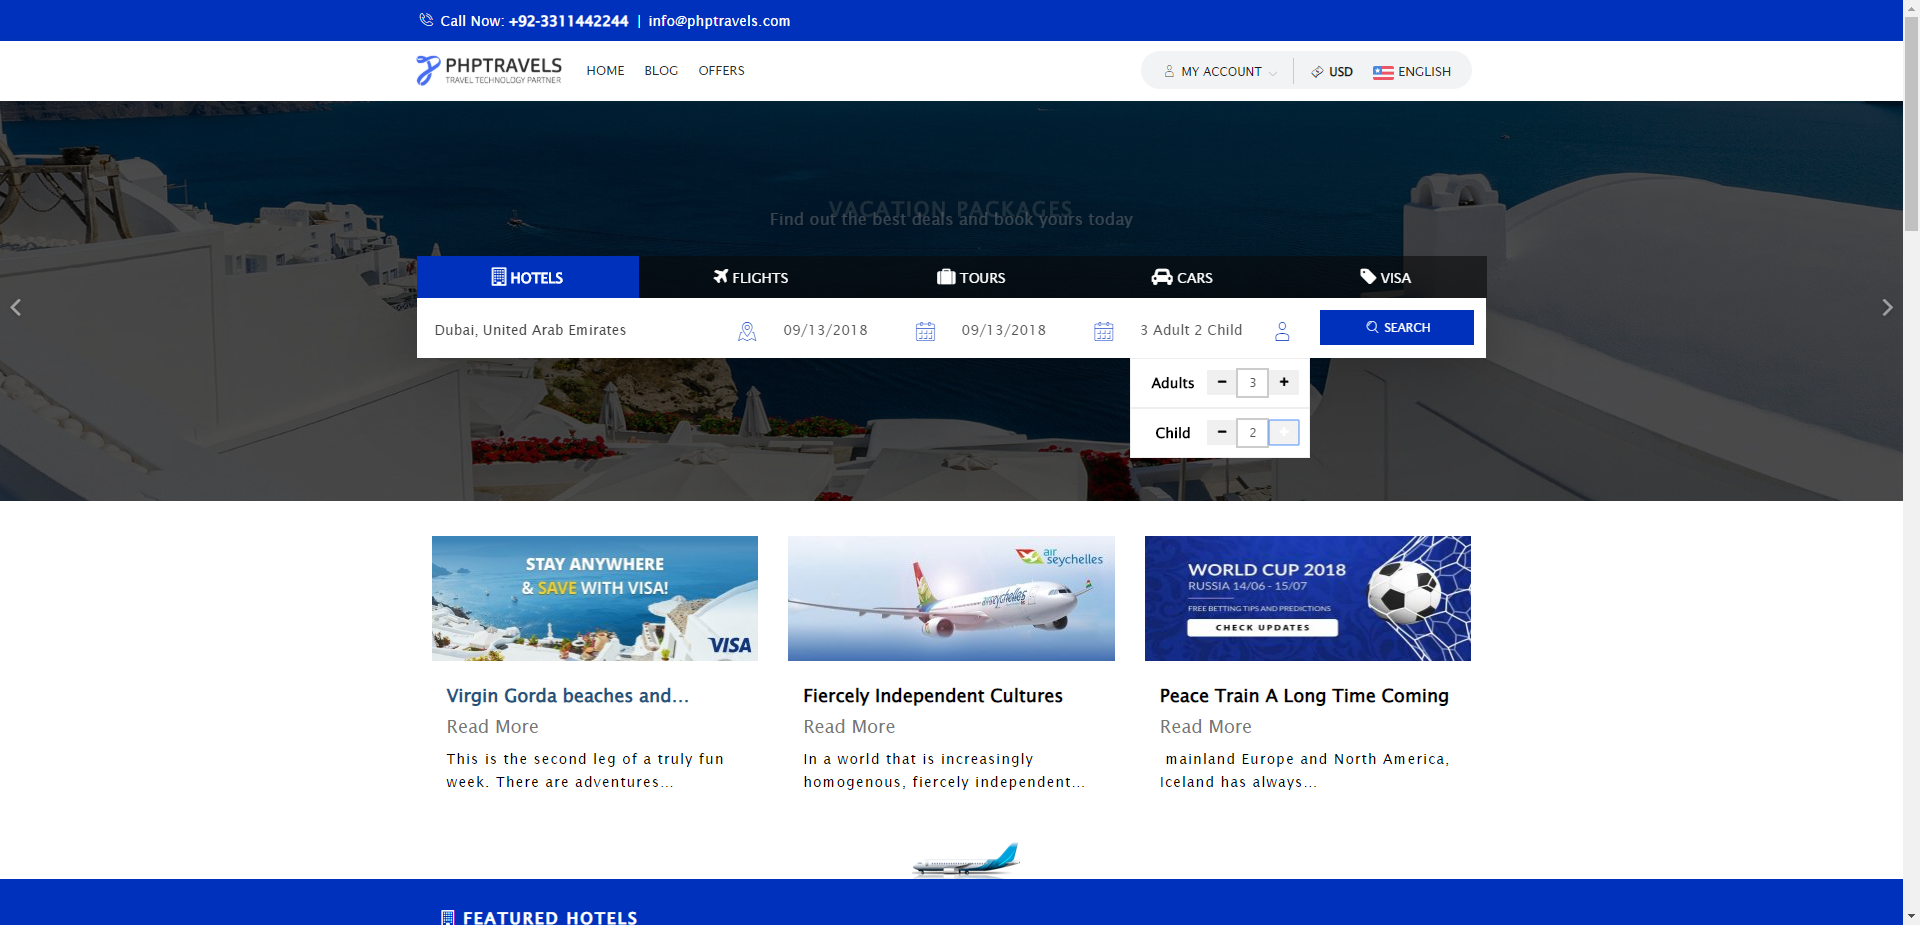 Call Now: +92-3311442244 | info@phptravels.com
PHPTRAVELS
TRAVEL TECHNOLOGY PARTNER
HOME BLOG OFFERS
MY ACCOUNT USD ENGLISH
VACATION PACKAGES
Find out the best deals and book yours today
HOTELS FLIGHTS TOURS CARS VISA
Dubai, United Arab Emirates 09/13/2018 09/13/2018 3 Adult 2 Child SEARCH
Adults - 3 +
Child - 2 +
STAY ANYWHERE
& SAVE WITH VISA!
VISA
air seychelles
air seychelles
WORLD CUP 2018
RUSSIA 14/06 - 15/07
FREE BETTING TIPS AND PREDICTIONS
CHECK UPDATES
Virgin Gorda beaches and...
Read More
This is the second leg of a truly fun
week. There are adventures...
Fiercely Independent Cultures
Read More
In a world that is increasingly
homogenous, fiercely independent...
Peace Train A Long Time Coming
Read More
mainland Europe and North America,
Iceland has always...
FEATURED HOTELS